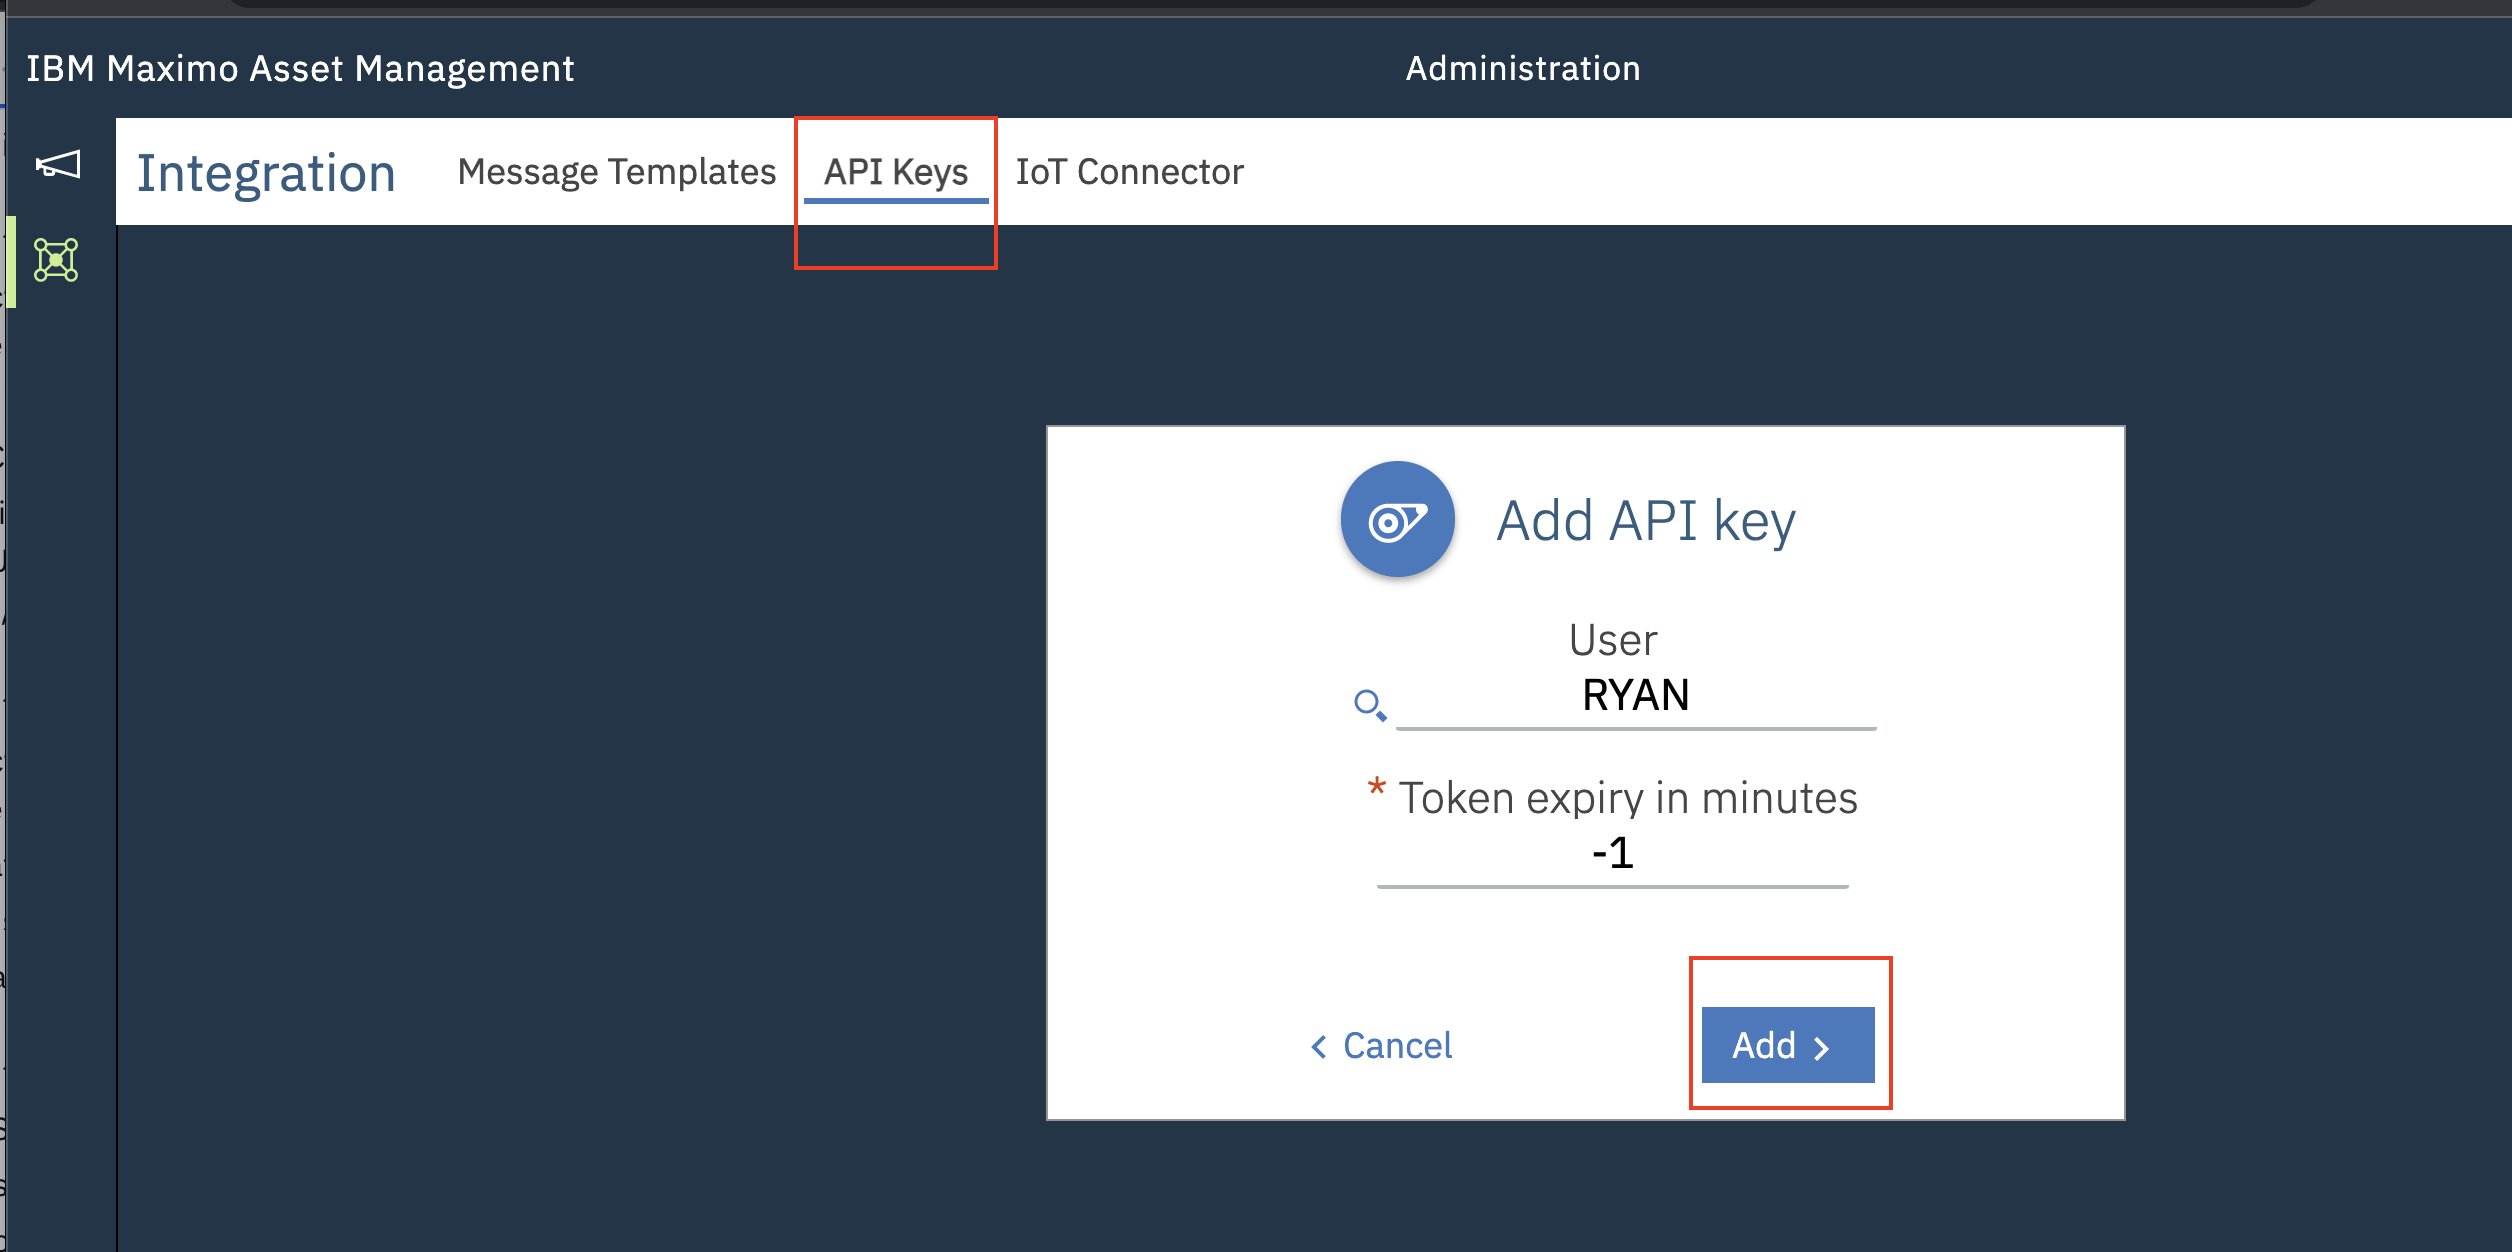 IBM Maximo Asset Management
Administration
Integration
Message Templates
API Keys
IoT Connector
Add API key
User
RYAN
* Token expiry in minutes
-1
Cancel
Add